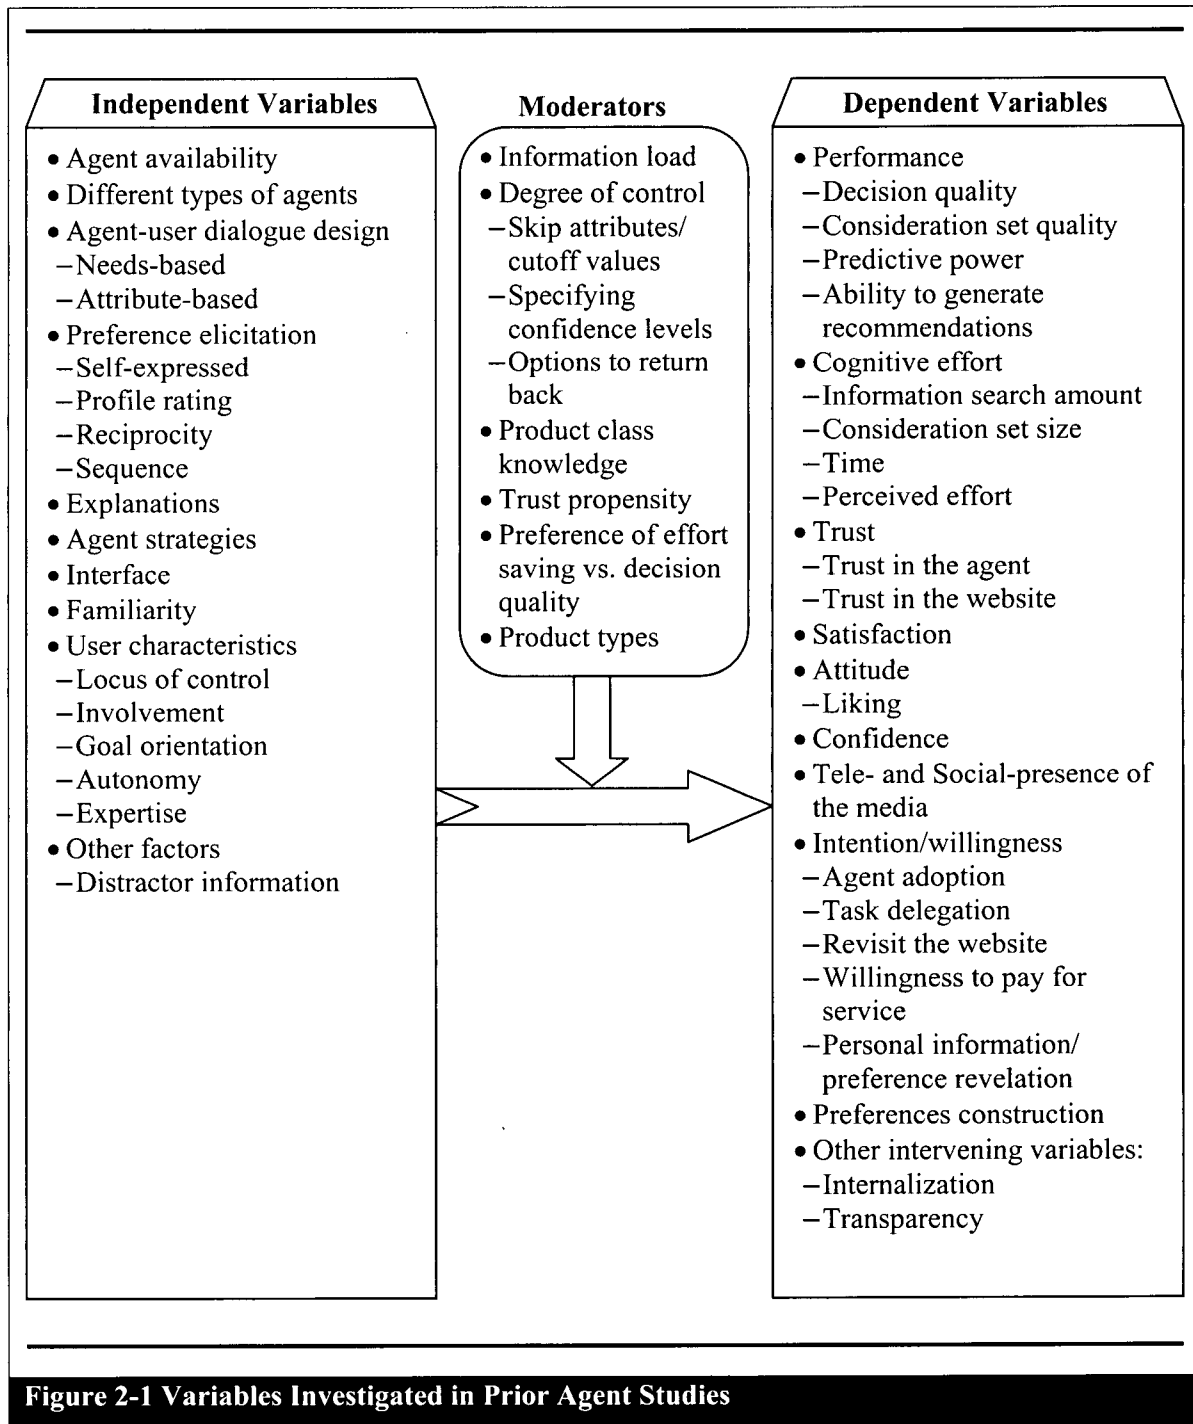 Independent Variables
• Agent availability
• Different types of agents
• Agent-user dialogue design
–Needs-based
–Attribute-based
• Preference elicitation
–Self-expressed
–Profile rating
–Reciprocity
–Sequence
• Explanations
• Agent strategies
• Interface
• Familiarity
• User characteristics
–Locus of control
–Involvement
–Goal orientation
–Autonomy
–Expertise
• Other factors
–Distractor information
Moderators
• Information load
• Degree of control
–Skip attributes/
cutoff values
–Specifying
confidence levels
–Options to return
back
• Product class
knowledge
• Trust propensity
• Preference of effort
saving vs. decision
quality
• Product types
Dependent Variables
• Performance
–Decision quality
–Consideration set quality
–Predictive power
–Ability to generate
recommendations
• Cognitive effort
–Information search amount
–Consideration set size
–Time
–Perceived effort
• Trust
–Trust in the agent
–Trust in the website
• Satisfaction
• Attitude
–Liking
• Confidence
• Tele- and Social-presence of
the media
• Intention/willingness
–Agent adoption
–Task delegation
–Revisit the website
–Willingness to pay for
service
–Personal information/
preference revelation
• Preferences construction
• Other intervening variables:
–Internalization
–Transparency
Figure 2-1 Variables Investigated in Prior Agent Studies